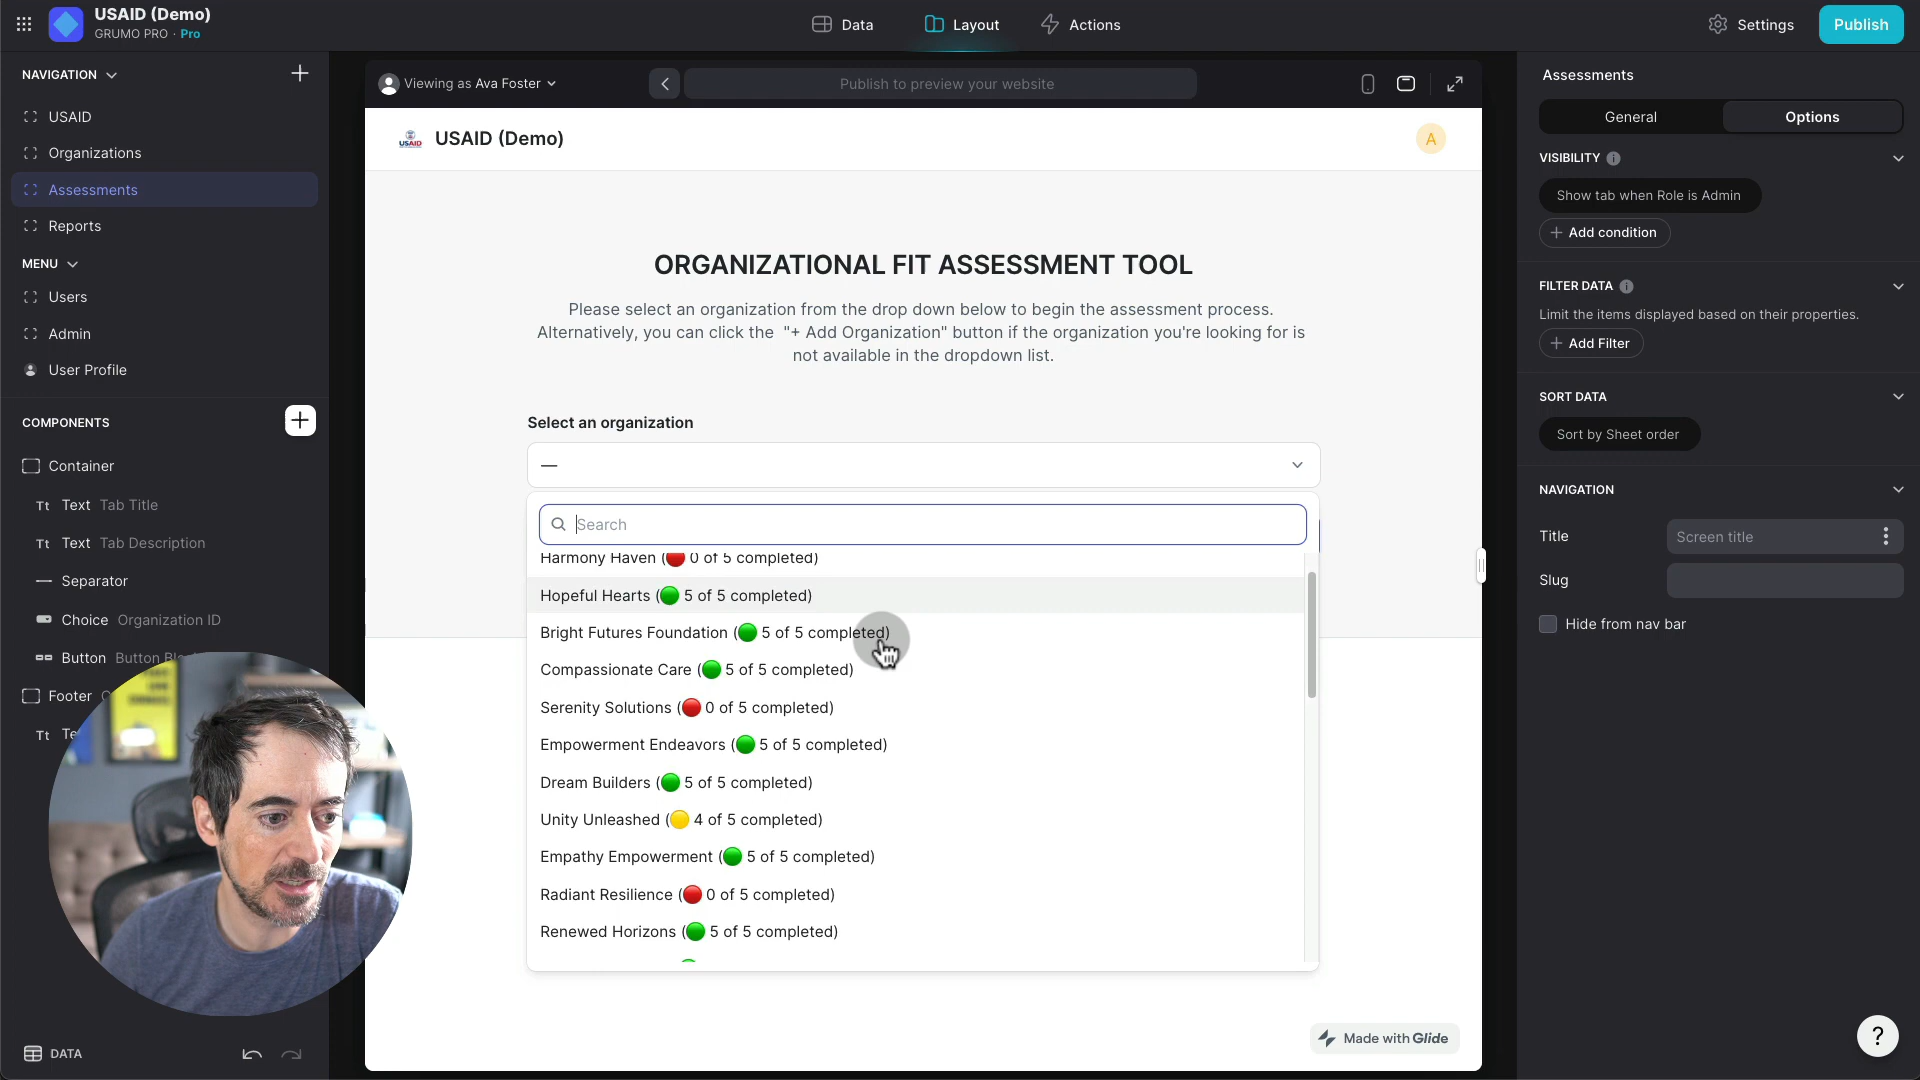 USAID (Demo)
GRUMO PRO · Pro
Data
Layout
Actions
Settings
Publish
NAVIGATION
USAID
Organizations
Assessments
Reports
MENU
Users
Admin
User Profile
COMPONENTS
Container
Tt Text Tab Title
Tt Text Tab Description
Separator
Choice Organization ID
Button Button
Footer
Tt
DATA
Viewing as Ava Foster
Publish to preview your website
USAID USAID (Demo)
A
ORGANIZATIONAL FIT ASSESSMENT TOOL
Please select an organization from the drop down below to begin the assessment process.
Alternatively, you can click the "+ Add Organization" button if the organization you're looking for is
not available in the dropdown list.
Select an organization
—
Search
Harmony Haven (🔴 0 of 5 completed)
Hopeful Hearts (🟢 5 of 5 completed)
Bright Futures Foundation (🟢 5 of 5 completed)
Compassionate Care (🟢 5 of 5 completed)
Serenity Solutions (🔴 0 of 5 completed)
Empowerment Endeavors (🟢 5 of 5 completed)
Dream Builders (🟢 5 of 5 completed)
Unity Unleashed (🟡 4 of 5 completed)
Empathy Empowerment (🟢 5 of 5 completed)
Radiant Resilience (🔴 0 of 5 completed)
Renewed Horizons (🟢 5 of 5 completed)
Made with Glide
Assessments
General
Options
VISIBILITY
Show tab when Role is Admin
+ Add condition
FILTER DATA
Limit the items displayed based on their properties.
+ Add Filter
SORT DATA
Sort by Sheet order
NAVIGATION
Title
Screen title
Slug
Hide from nav bar
?